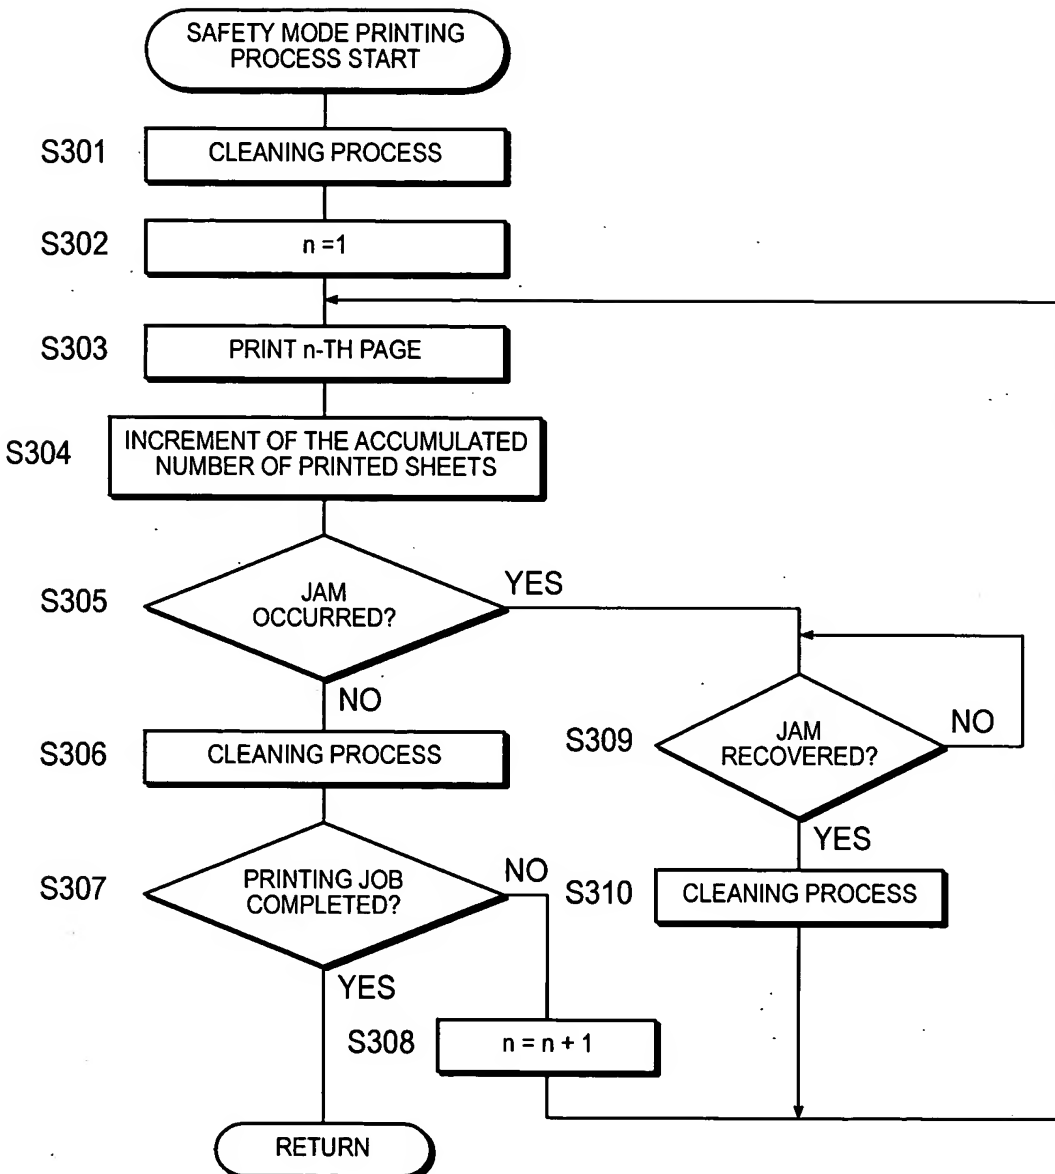 SAFETY MODE PRINTING
PROCESS START
S301
CLEANING PROCESS
S302
n =1
S303
PRINT n-TH PAGE
S304
INCREMENT OF THE ACCUMULATED
NUMBER OF PRINTED SHEETS
S305
JAM
OCCURRED?
YES
NO
S306
CLEANING PROCESS
S309
JAM
RECOVERED?
NO
YES
S307
PRINTING JOB
COMPLETED?
NO
S310
CLEANING PROCESS
YES
S308
n = n + 1
RETURN